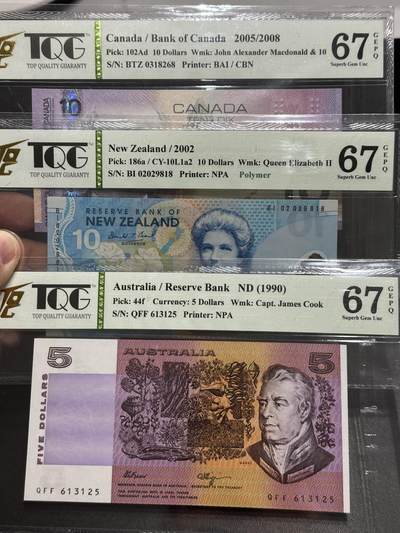 TQG
TOP QUALITY GUARANTY
Canada / Bank of Canada 2005/2008
Pick: 102Ad 10 Dollars Wmk: John Alexander Macdonald & 10
S/N: BTZ 0318268 Printer: BAI / CBN
67
GEPQ
Superb Gem Unc
10
TQG
TOP QUALITY GUARANTY
New Zealand / 2002
Pick: 186a / CY-10L1a2 10 Dollars Wmk: Queen Elizabeth II
S/N: BI 02029818 Printer: NPA Polymer
67
GEPQ
Superb Gem Unc
RESERVE BANK OF
NEW ZEALAND
BI 02029818
10
GOVERNOR
TQG
TOP QUALITY GUARANTY
Australia / Reserve Bank ND (1990)
Pick: 44f Currency: 5 Dollars Wmk: Capt. James Cook
S/N: QFF 613125 Printer: NPA
67
GEPQ
Superb Gem Unc
5
AUSTRALIA
5
FIVE DOLLARS
QFF 613125
QFF 613125